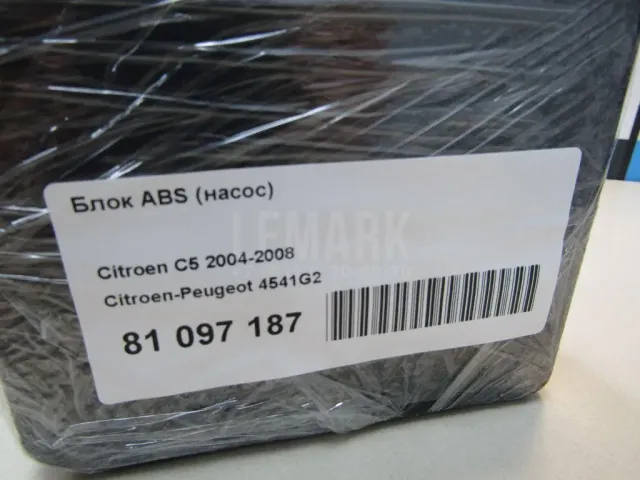 Блок ABS (насос)
LEMARK
Citroen C5 2004-2008
Citroen-Peugeot 4541G2
81 097 187